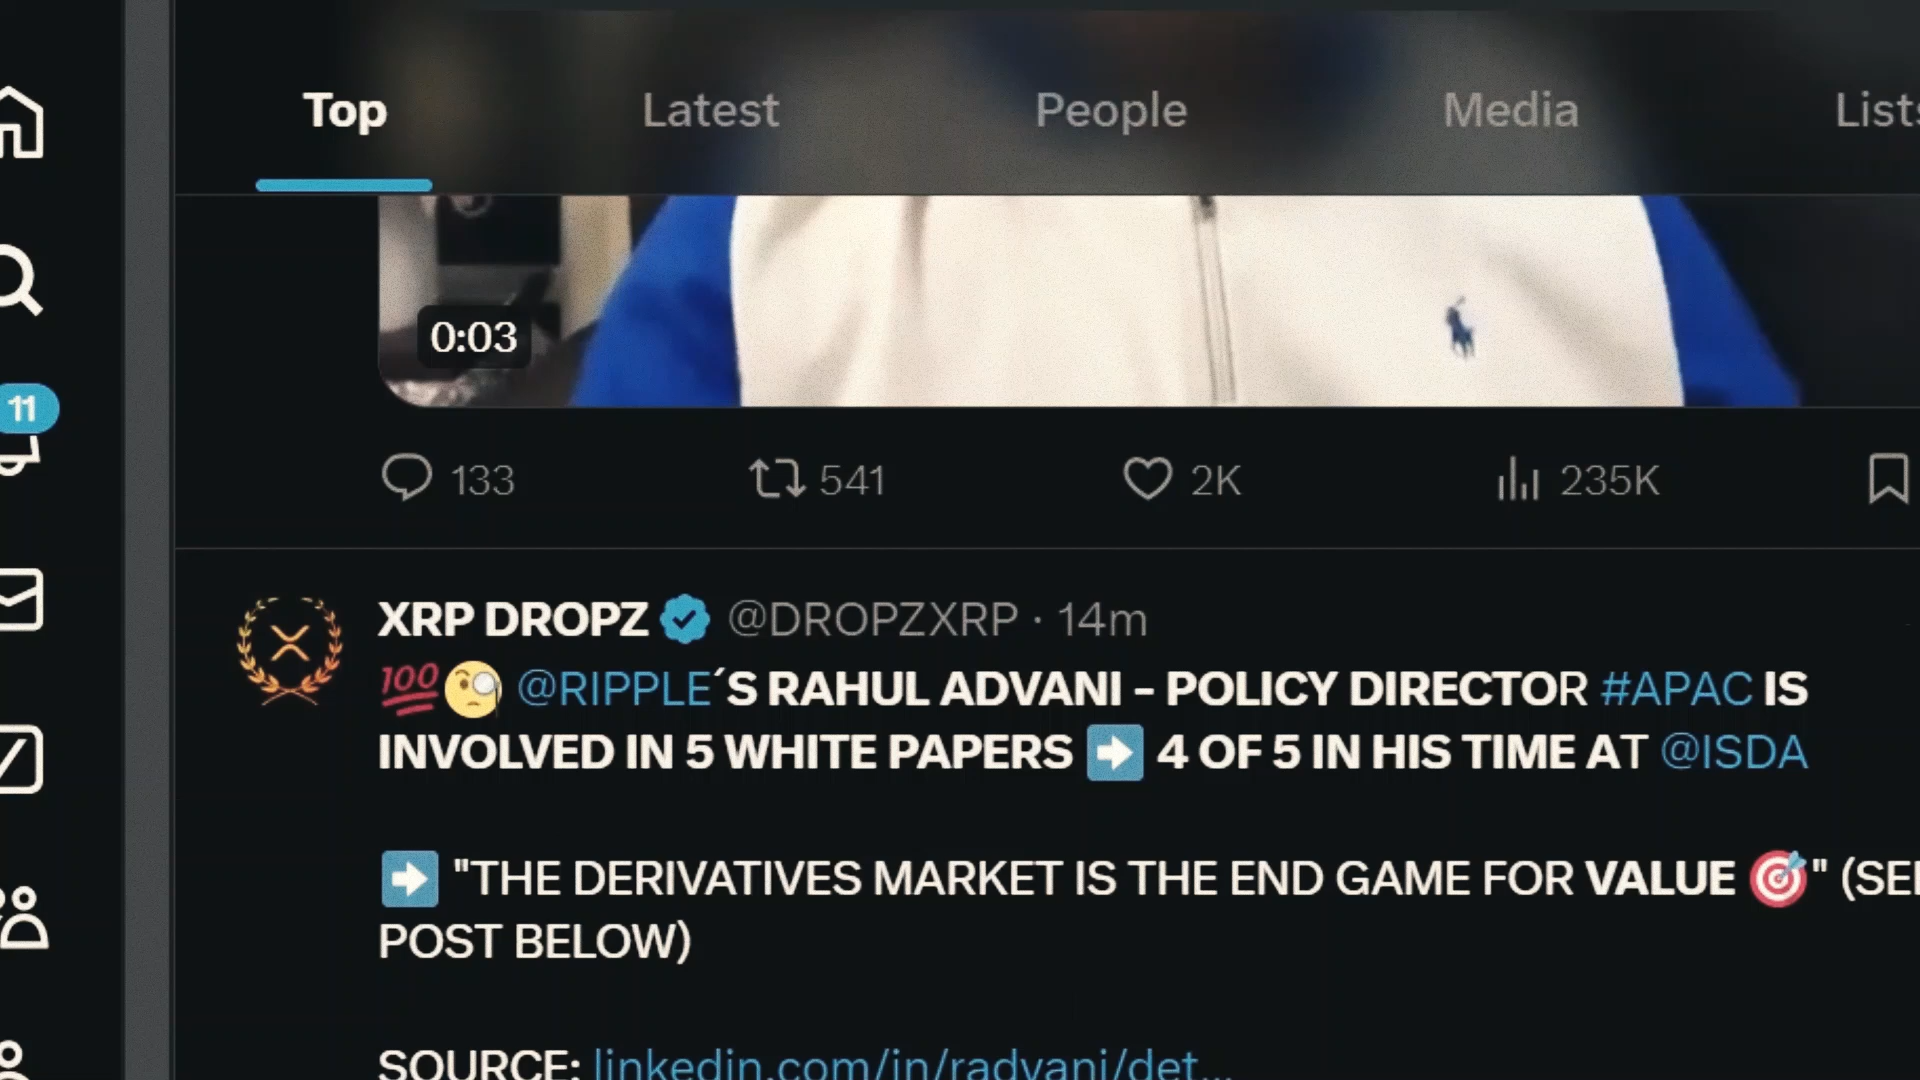 Top Latest People Media Lists
0:03
11
133 541 2K 235K
XRP DROPZ @DROPZXRP · 14m
💯🧐 @RIPPLE´S RAHUL ADVANI - POLICY DIRECTOR #APAC IS
INVOLVED IN 5 WHITE PAPERS ➡️ 4 OF 5 IN HIS TIME AT @ISDA
➡️ "THE DERIVATIVES MARKET IS THE END GAME FOR VALUE 🎯" (SEE
POST BELOW)
SOURCE: linkedin.com/in/radvani/det...